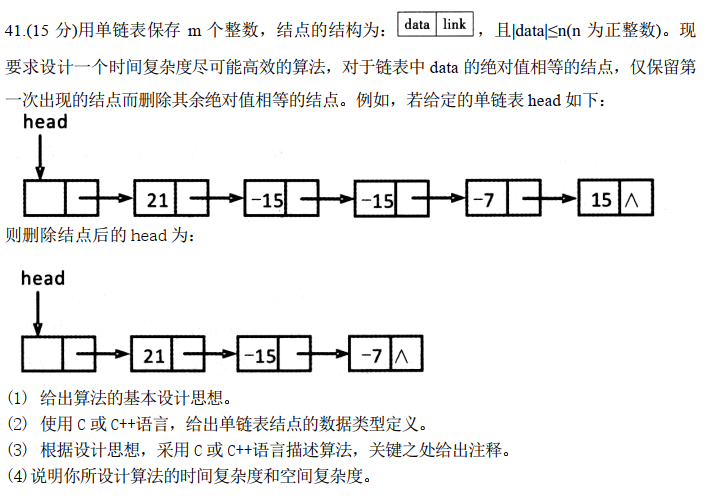 41.(15 分)用单链表保存 m 个整数，结点的结构为： data link ，且|data|≤n(n 为正整数)。现
要求设计一个时间复杂度尽可能高效的算法，对于链表中 data 的绝对值相等的结点，仅保留第
一次出现的结点而删除其余绝对值相等的结点。例如，若给定的单链表 head 如下：
head
21 -15 -15 -7 15 ∧
则删除结点后的 head 为：
head
21 -15 -7 ∧
(1) 给出算法的基本设计思想。
(2) 使用 C 或 C++语言，给出单链表结点的数据类型定义。
(3) 根据设计思想，采用 C 或 C++语言描述算法，关键之处给出注释。
(4)说明你所设计算法的时间复杂度和空间复杂度。